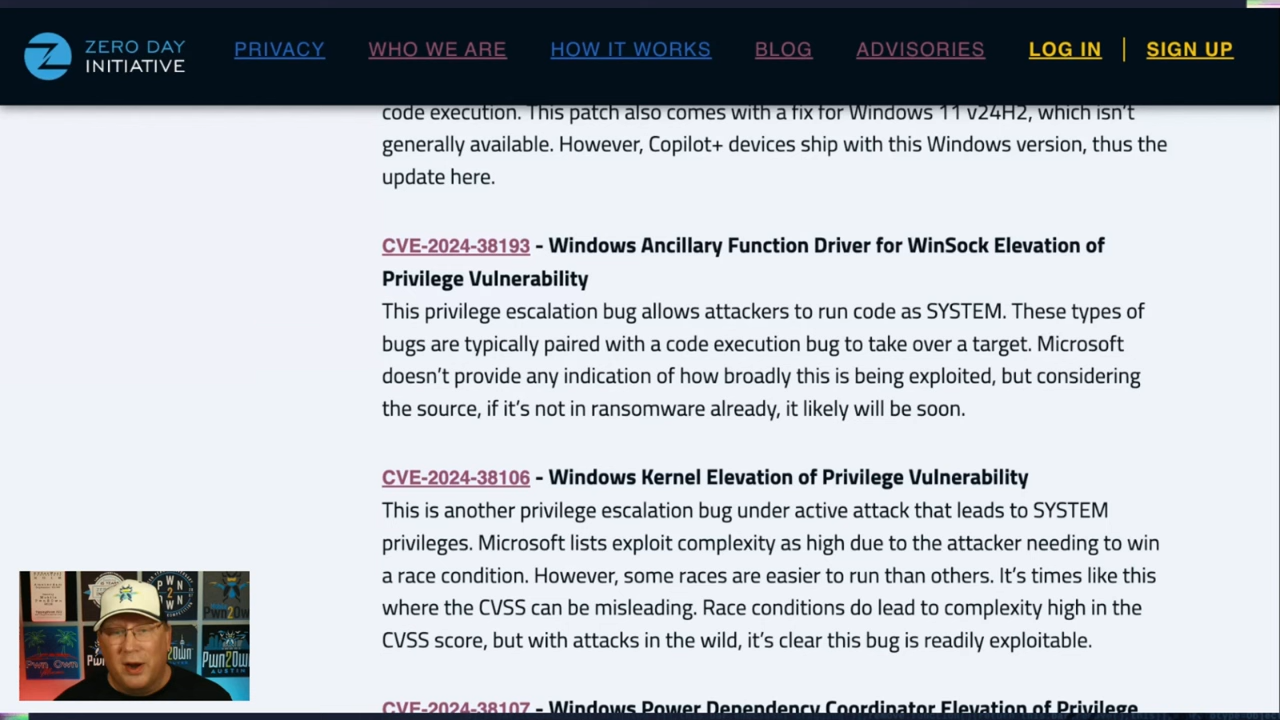 ZERO DAY
INITIATIVE
PRIVACY
WHO WE ARE
HOW IT WORKS
BLOG
ADVISORIES
LOG IN
SIGN UP
code execution. This patch also comes with a fix for Windows 11 v24H2, which isn’t
generally available. However, Copilot+ devices ship with this Windows version, thus the
update here.
CVE-2024-38193 - Windows Ancillary Function Driver for WinSock Elevation of
Privilege Vulnerability
This privilege escalation bug allows attackers to run code as SYSTEM. These types of
bugs are typically paired with a code execution bug to take over a target. Microsoft
doesn’t provide any indication of how broadly this is being exploited, but considering
the source, if it’s not in ransomware already, it likely will be soon.
CVE-2024-38106 - Windows Kernel Elevation of Privilege Vulnerability
This is another privilege escalation bug under active attack that leads to SYSTEM
privileges. Microsoft lists exploit complexity as high due to the attacker needing to win
a race condition. However, some races are easier to run than others. It’s times like this
where the CVSS can be misleading. Race conditions do lead to complexity high in the
CVSS score, but with attacks in the wild, it’s clear this bug is readily exploitable.
CVE-2024-38107 - Windows Power Dependency Coordinator Elevation of Privilege
PWN
2
OWN
Pwn2Own
Pwn Own
Pwn2Own
AUSTIN